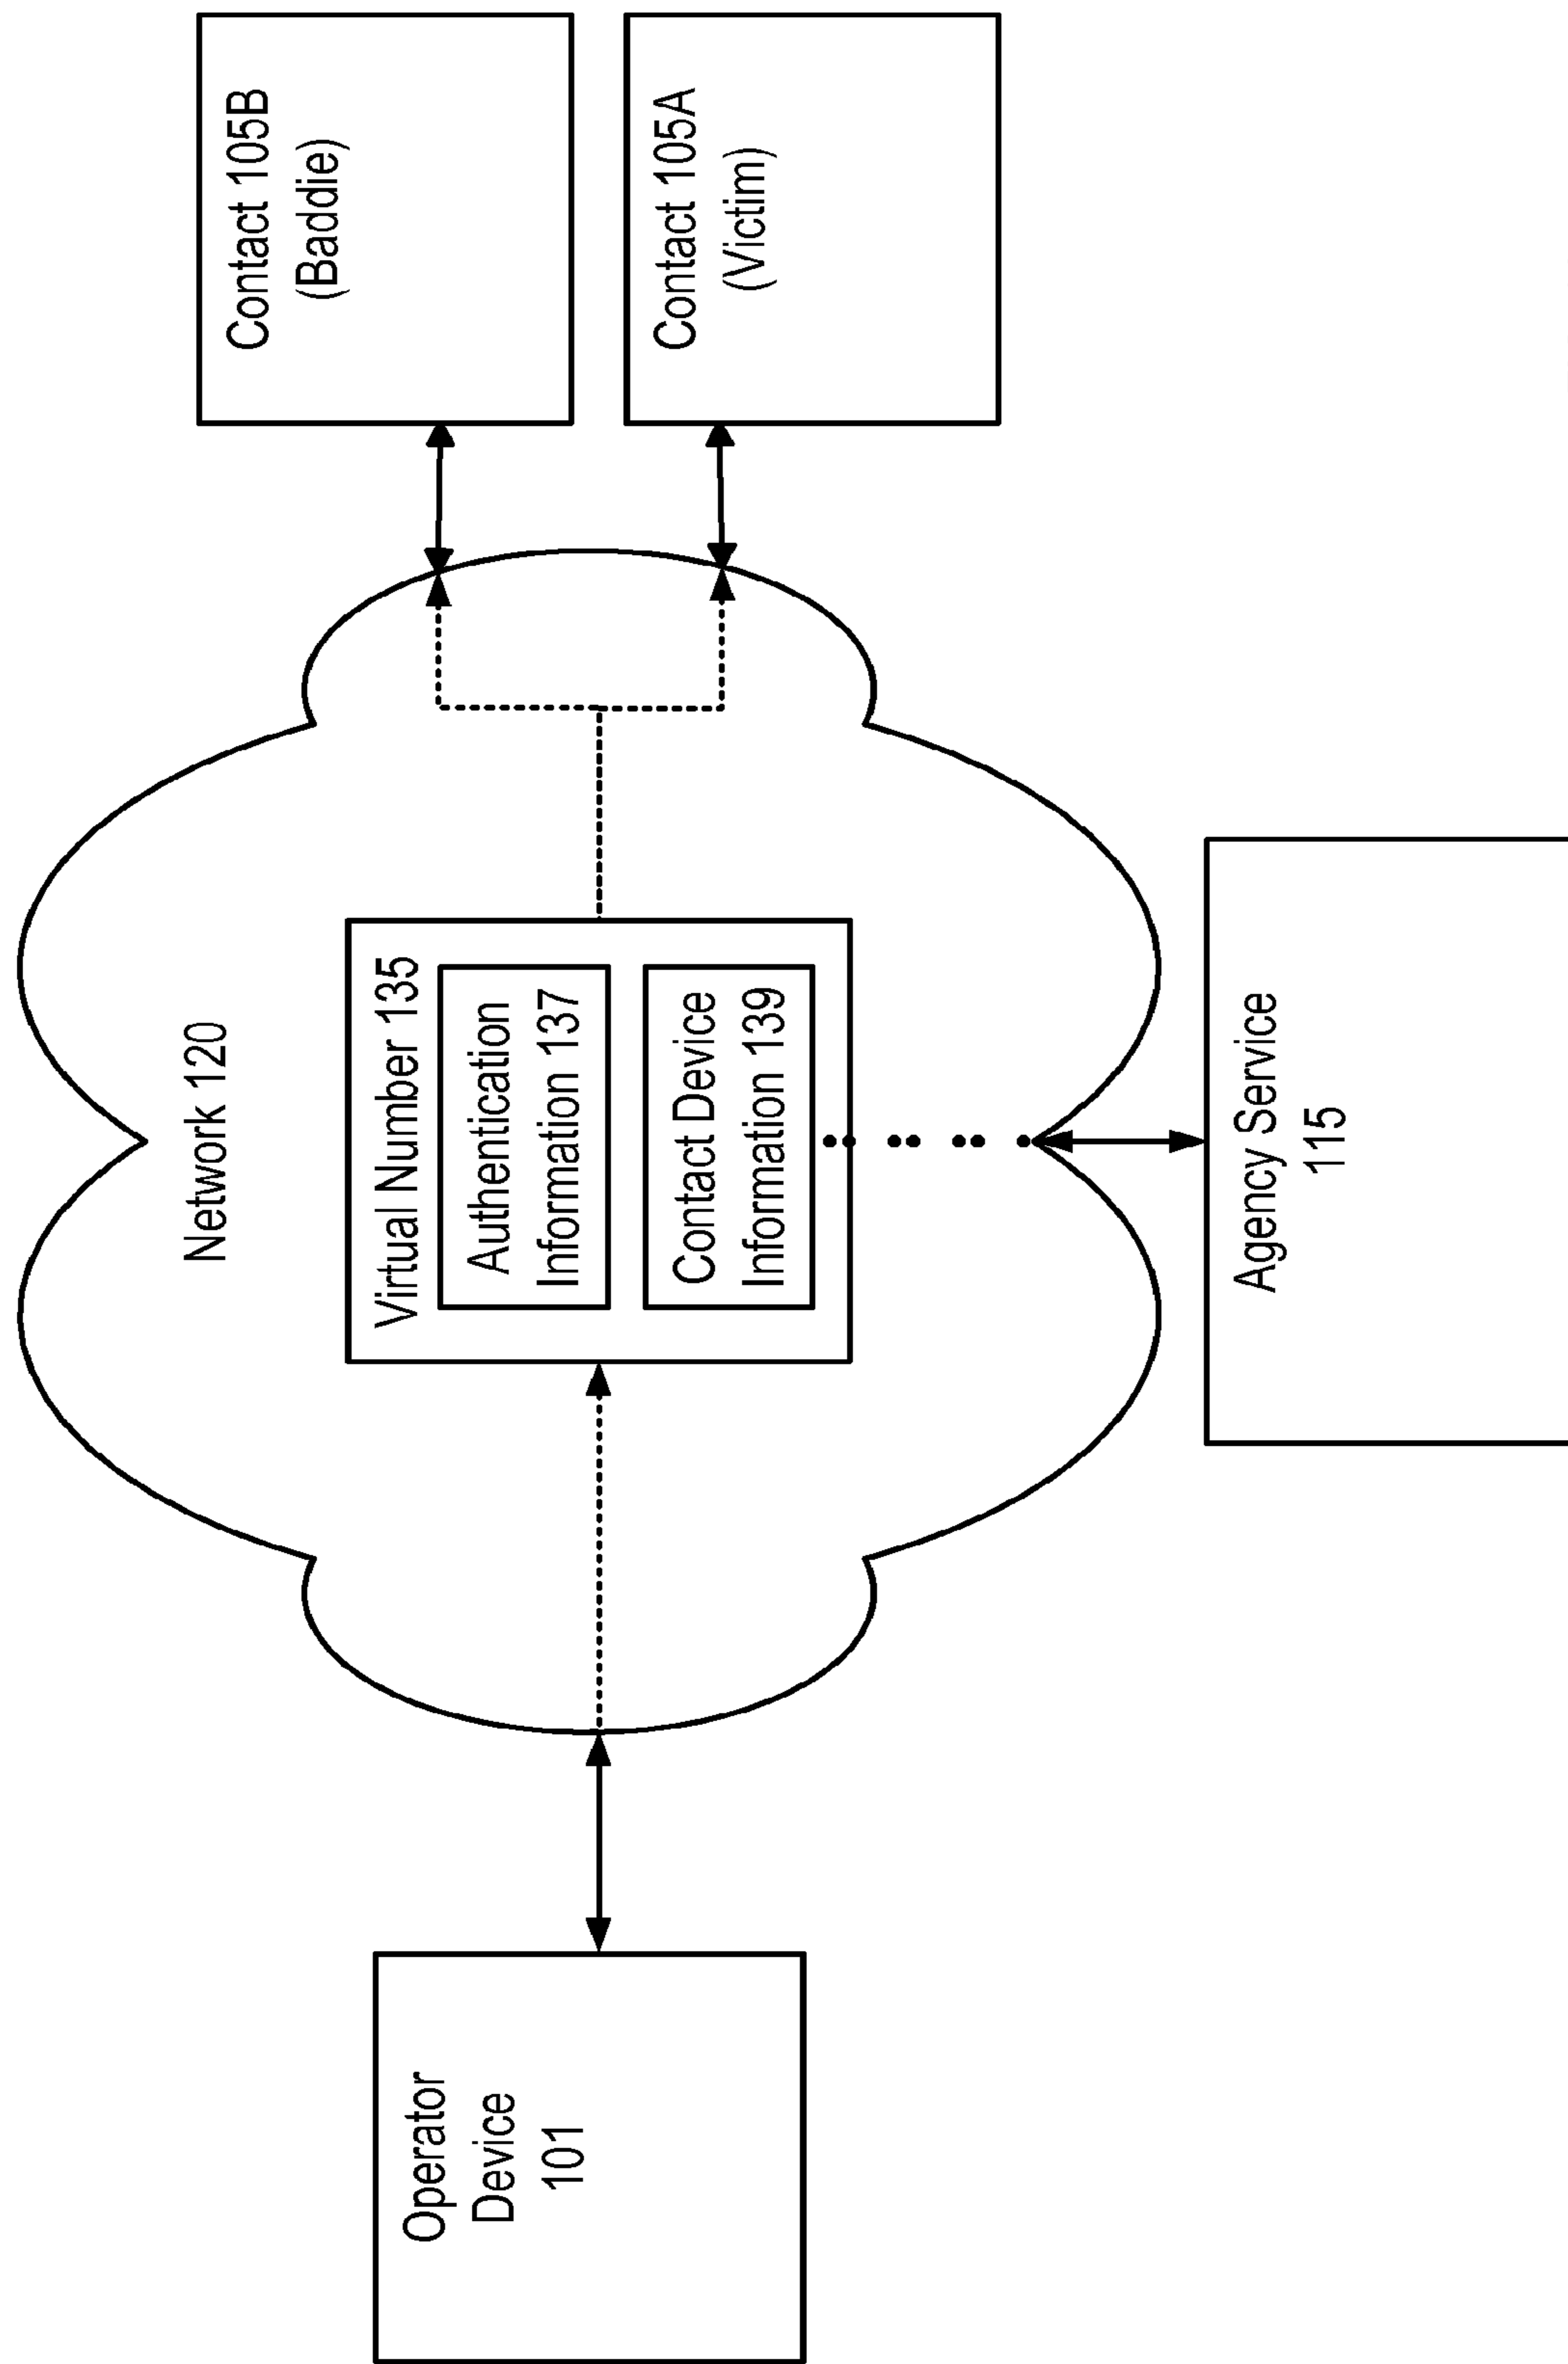 Network 120
Operator
Device
101
Virtual Number 135
Authentication
Information 137
Contact Device
Information 139
Contact 105B
(Baddie)
Contact 105A
(Victim)
Agency Service
115